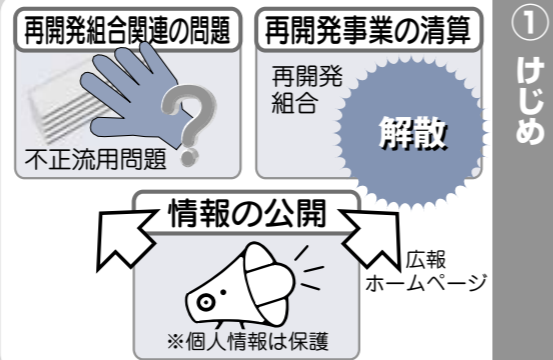 ① けじめ
再開発組合関連の問題
?
不正流用問題
再開発事業の清算
再開発
組合
解散
情報の公開
広報
ホームページ
※個人情報は保護